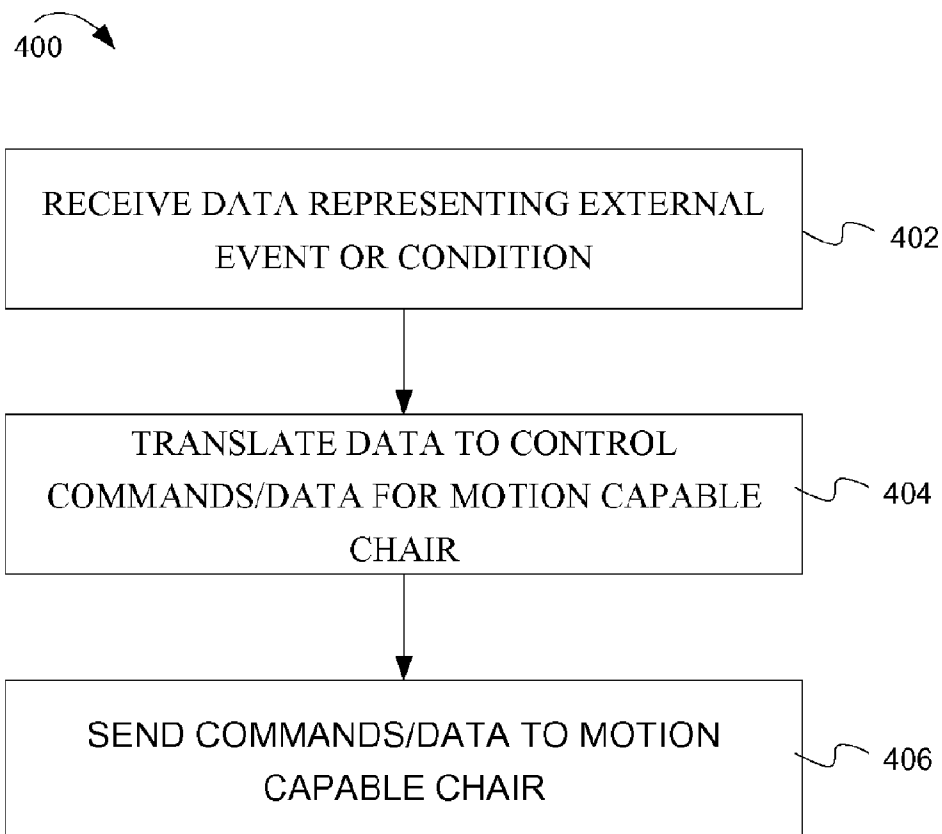 400
RECEIVE DATA REPRESENTING EXTERNAL
EVENT OR CONDITION
402
TRANSLATE DATA TO CONTROL
COMMANDS/DATA FOR MOTION CAPABLE
CHAIR
404
SEND COMMANDS/DATA TO MOTION
CAPABLE CHAIR
406